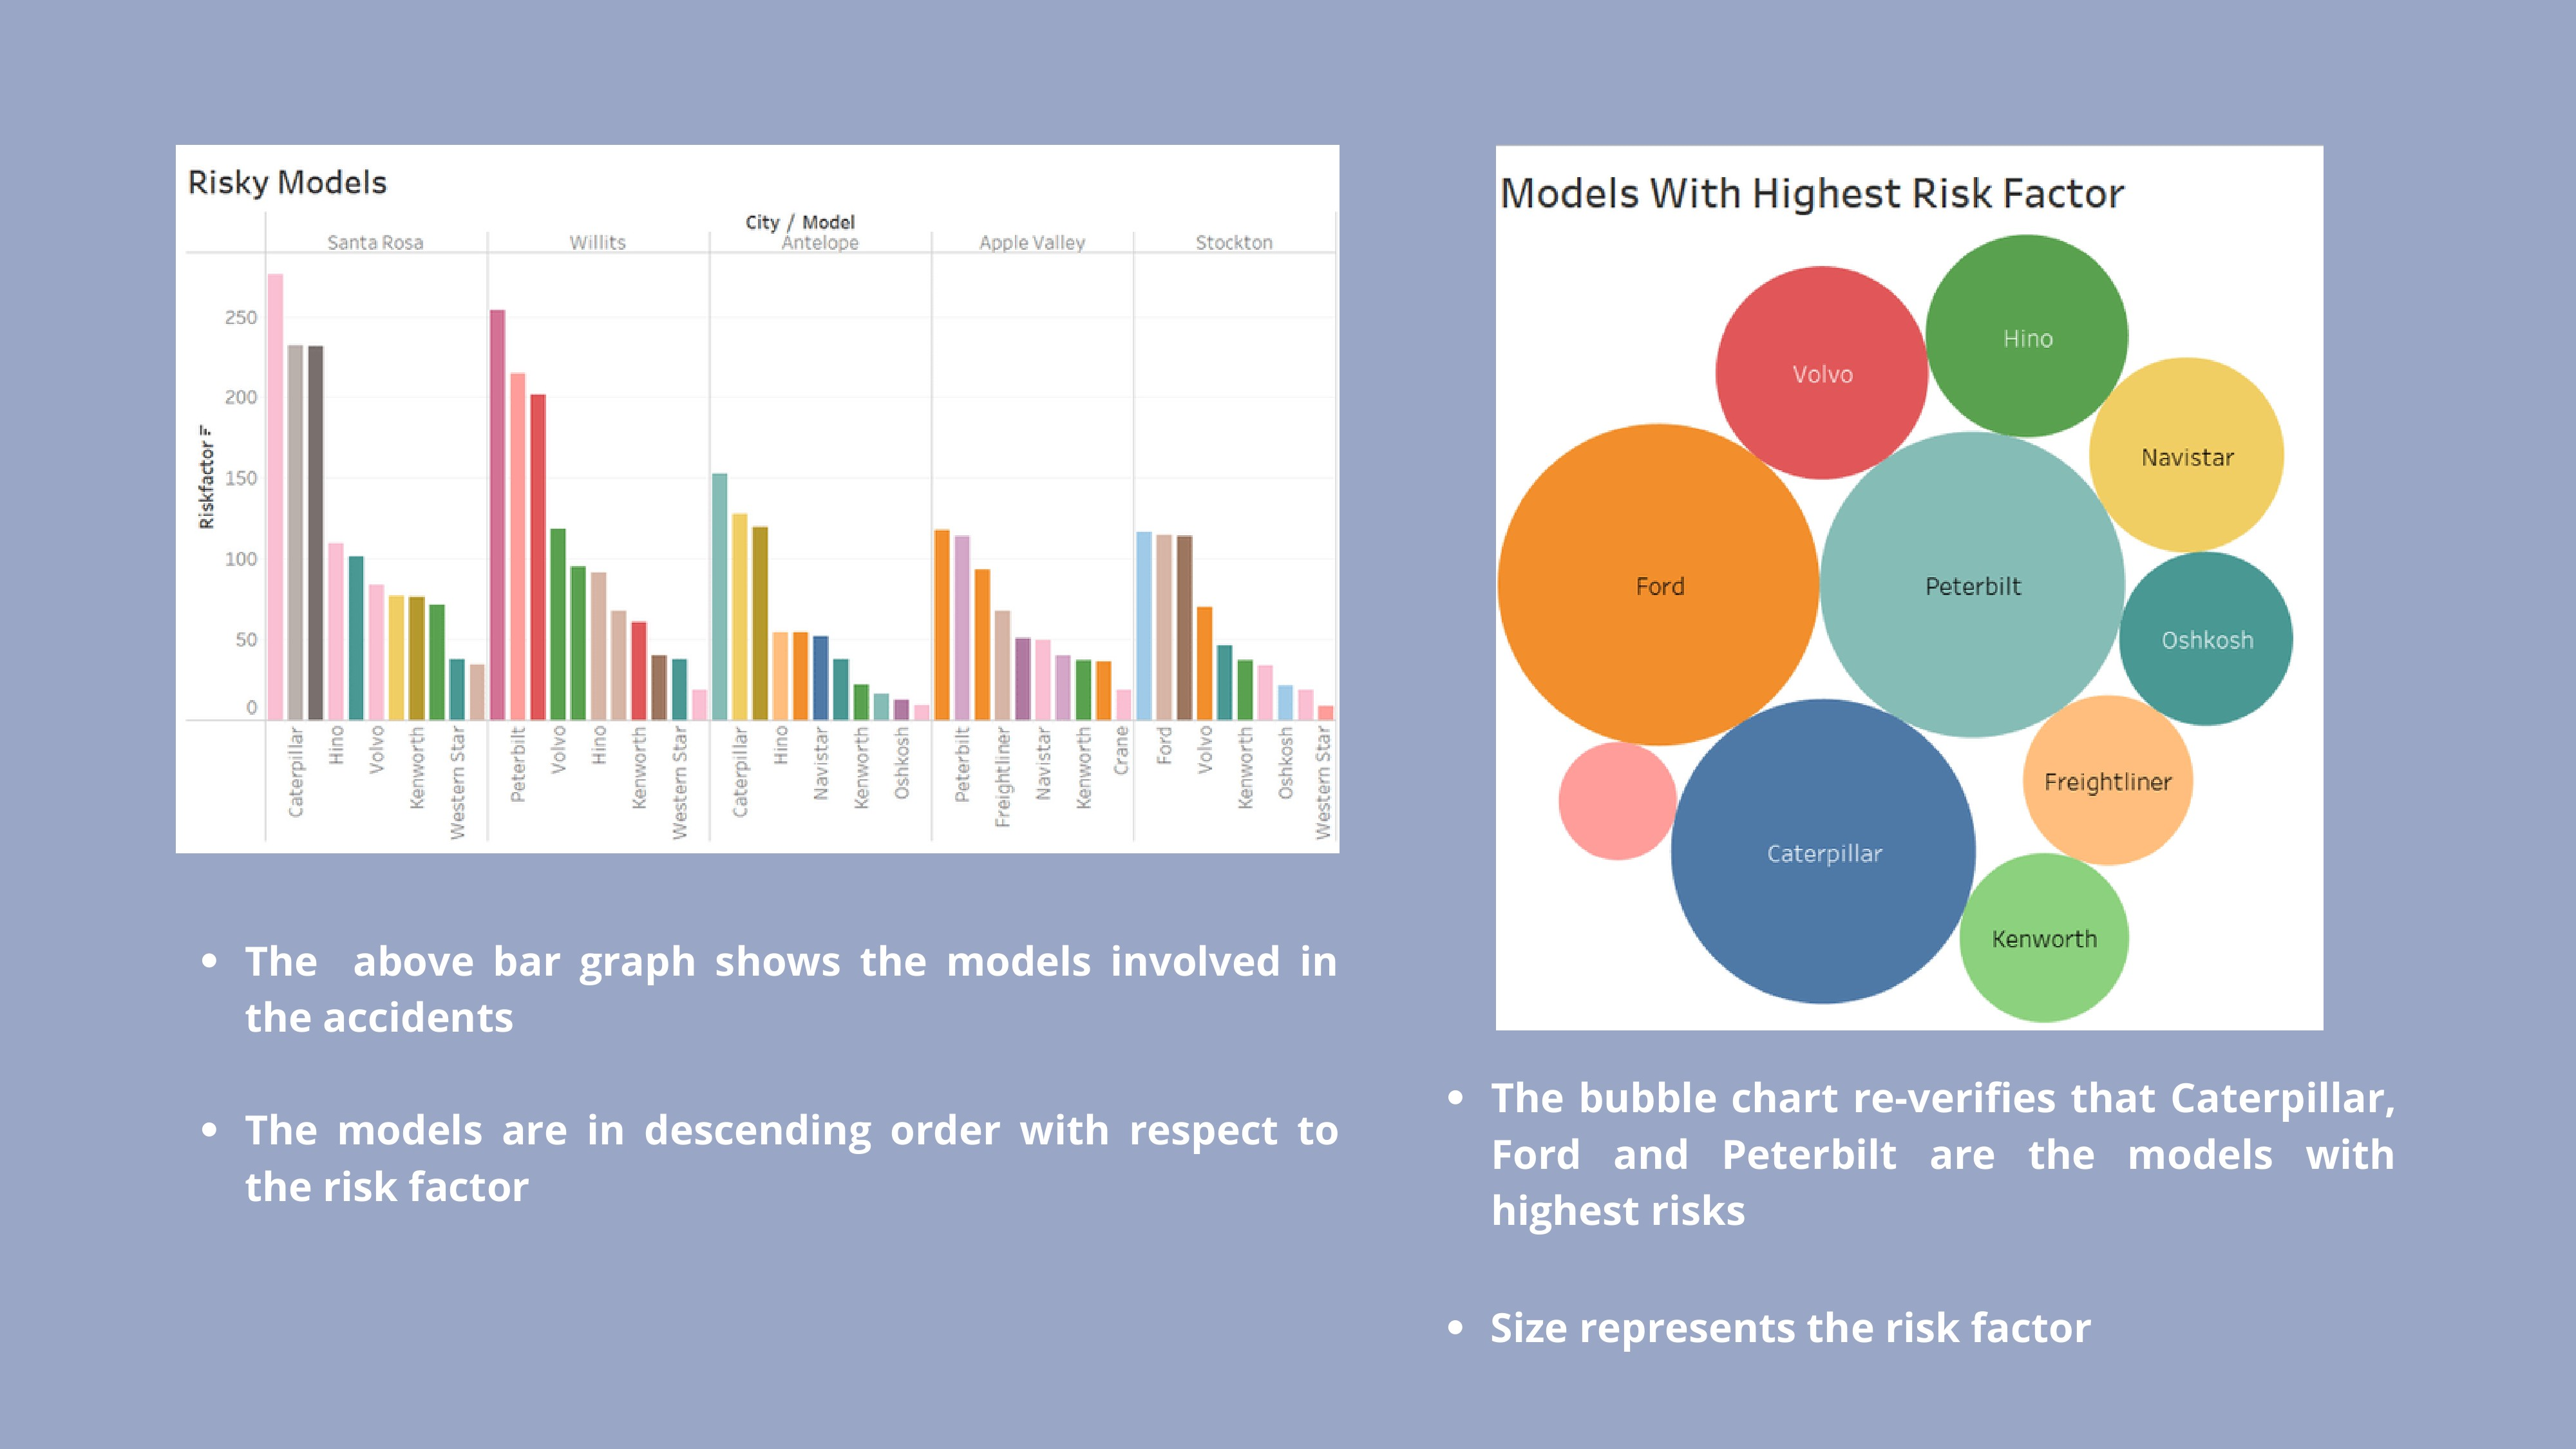 Risky Models
City / Model
Santa Rosa
Willits
Antelope
Apple Valley
Stockton
Riskfactor
250
200
150
100
50
0
Caterpillar
Hino
Volvo
Kenworth
Western Star
Peterbilt
Volvo
Hino
Kenworth
Western Star
Caterpillar
Hino
Navistar
Kenworth
Oshkosh
Peterbilt
Freightliner
Navistar
Kenworth
Crane
Ford
Volvo
Kenworth
Oshkosh
Western Star
• The above bar graph shows the models involved in
the accidents
• The models are in descending order with respect to
the risk factor
Models With Highest Risk Factor
Hino
Volvo
Navistar
Ford
Peterbilt
Oshkosh
Freightliner
Caterpillar
Kenworth
• The bubble chart re-verifies that Caterpillar,
Ford and Peterbilt are the models with
highest risks
• Size represents the risk factor